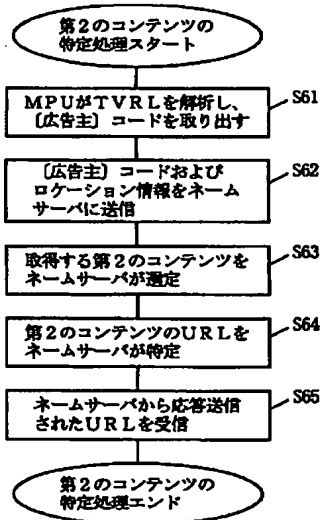 第2のコンテンツの
特定処理スタート
MPUがTVRLを解析し、
〔広告主〕コードを取り出す
S61
〔広告主〕コードおよび
ロケーション情報をネーム
サーバに送信
S62
取得する第2のコンテンツを
ネームサーバが選定
S63
第2のコンテンツのURLを
ネームサーバが特定
S64
ネームサーバから応答送信
されたURLを受信
S65
第2のコンテンツの
特定処理エンド